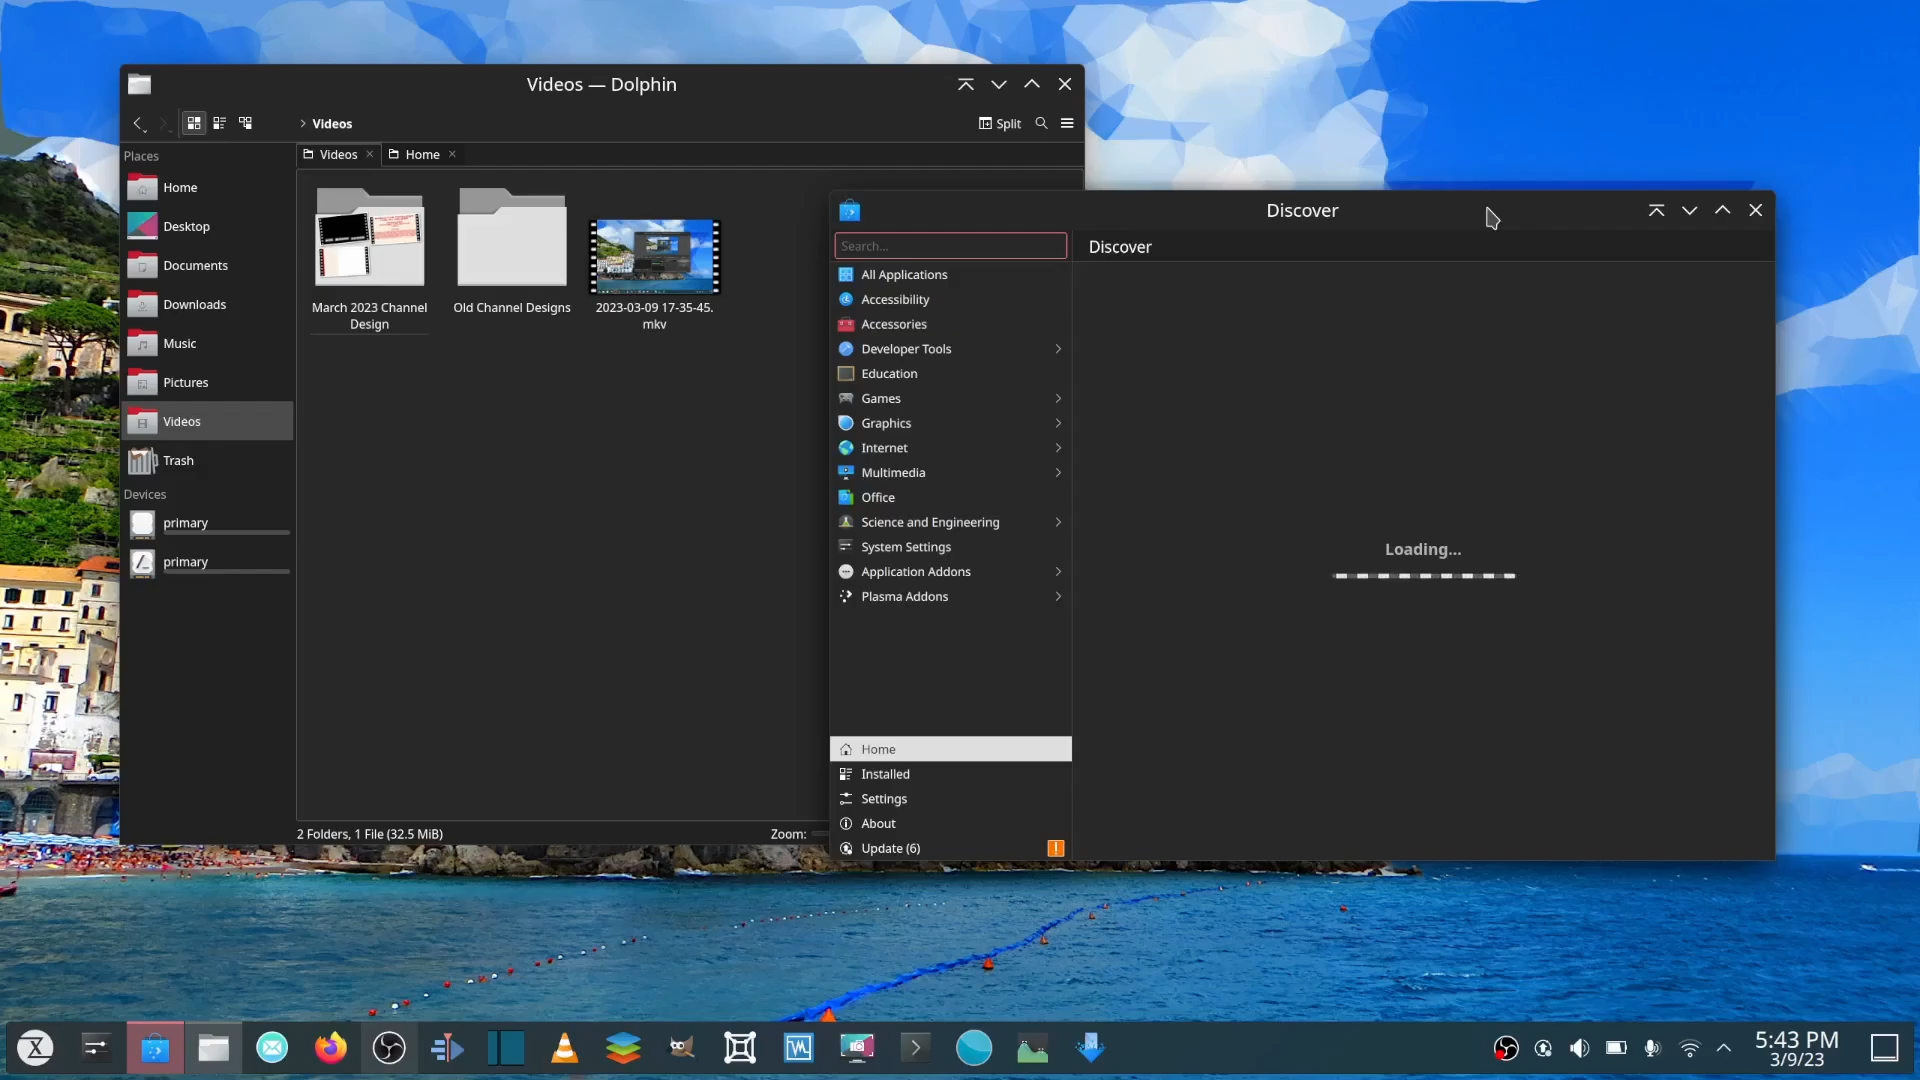 Videos — Dolphin
Videos
Split
Places
Videos
Home
Home
Desktop
Documents
Downloads
Music
Pictures
Videos
Trash
Devices
primary
primary
March 2023 Channel
Design
Old Channel Designs
2023-03-09 17-35-45.
mkv
2 Folders, 1 File (32.5 MiB)
Zoom:
Discover
Search...
Discover
All Applications
Accessibility
Accessories
Developer Tools
Education
Games
Graphics
Internet
Multimedia
Office
Science and Engineering
System Settings
Application Addons
Plasma Addons
Loading...
Home
Installed
Settings
About
Update (6)
5:43 PM
3/9/23